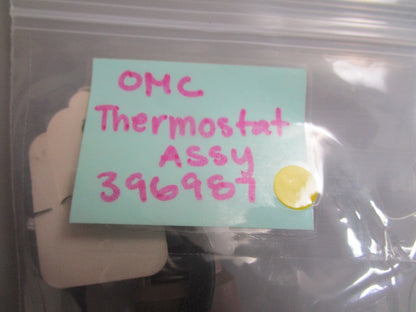 OMC
Thermostat
Assy
396987